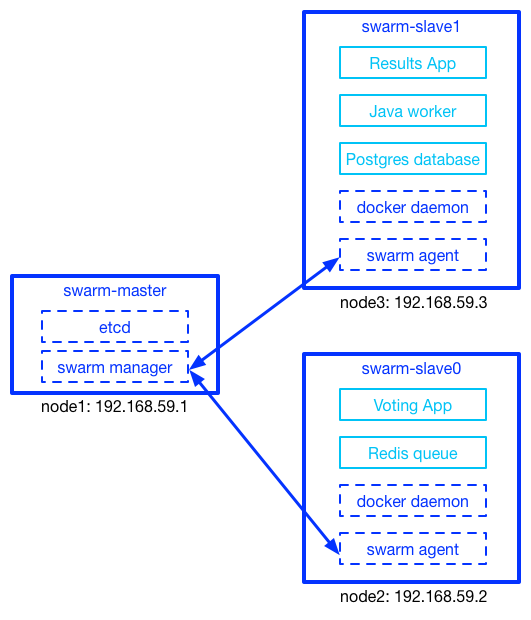 swarm-slave1
Results App
Java worker
Postgres database
docker daemon
swarm agent
node3: 192.168.59.3
swarm-master
etcd
swarm manager
node1: 192.168.59.1
swarm-slave0
Voting App
Redis queue
docker daemon
swarm agent
node2: 192.168.59.2